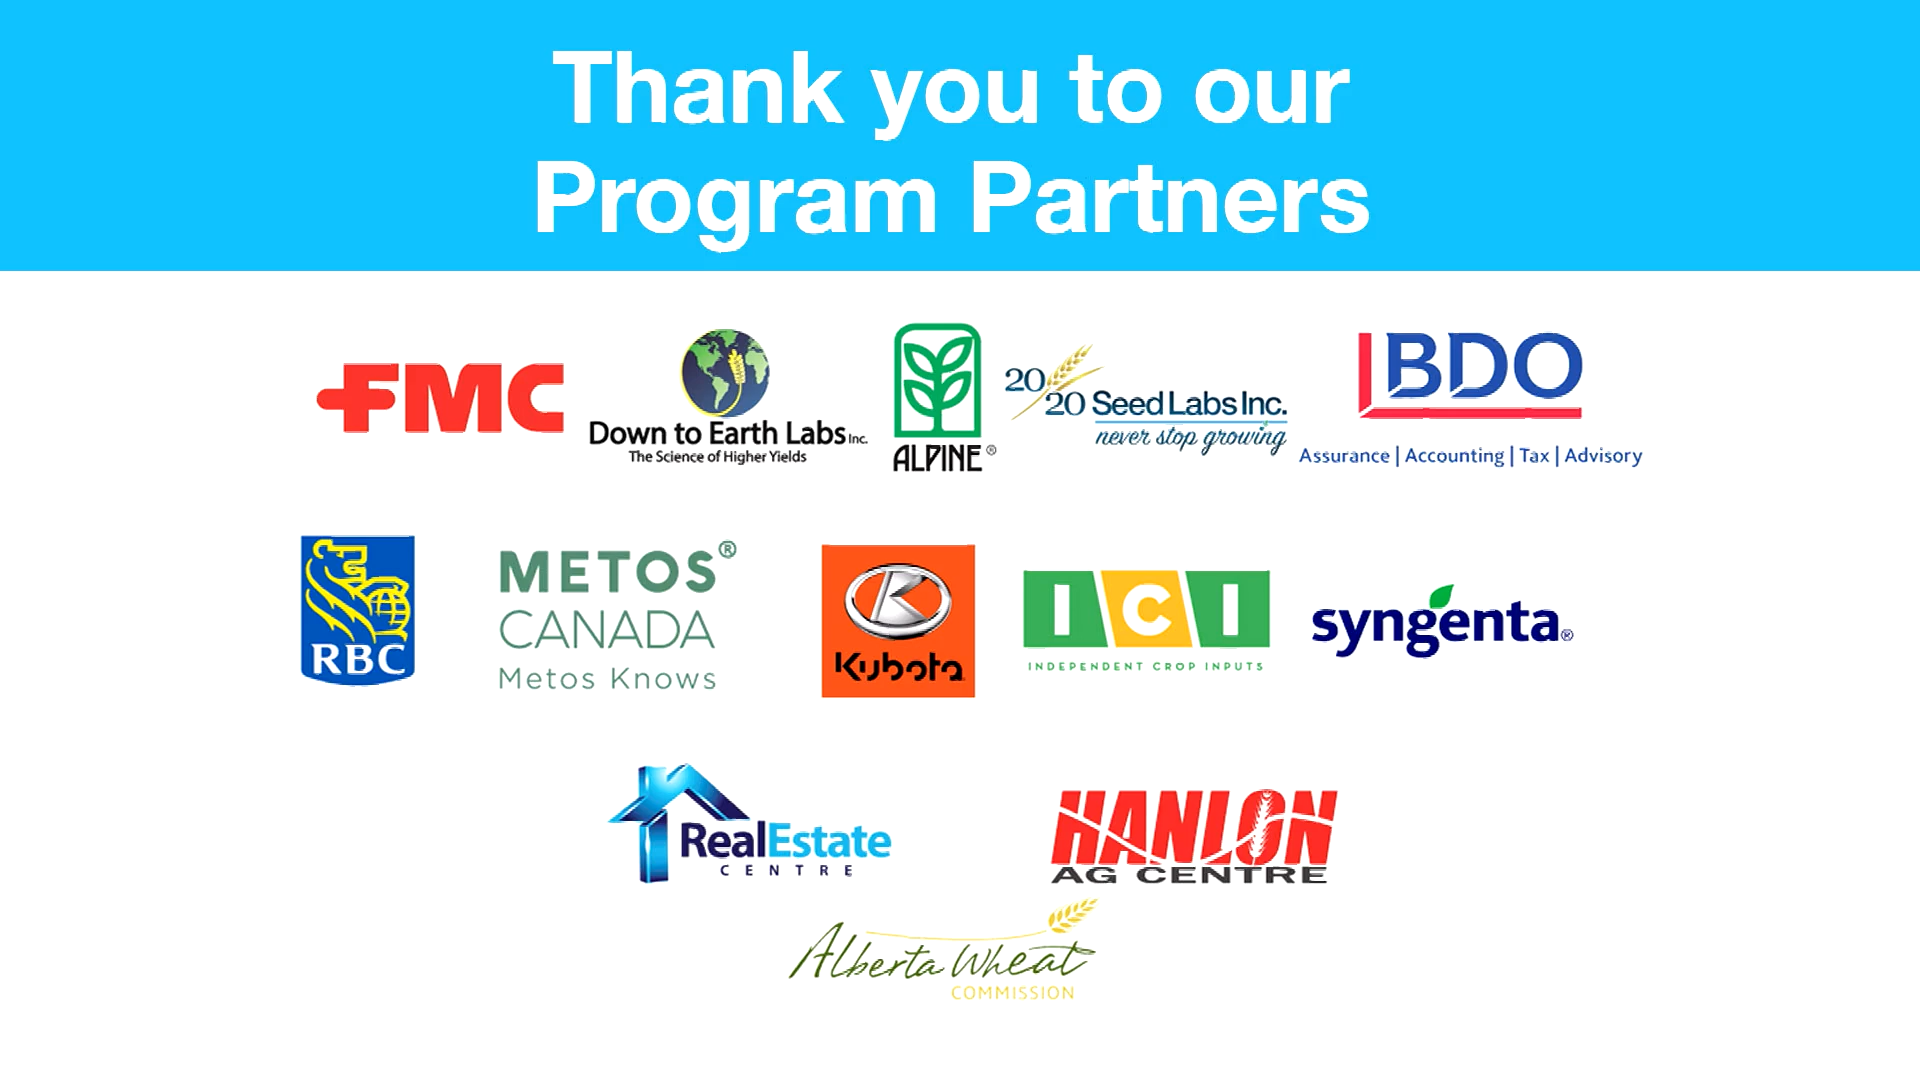 Thank you to our
Program Partners
FMC
Down to Earth Labs Inc.
The Science of Higher Yields
ALPINE®
20/20 Seed Labs Inc.
never stop growing
BDO
Assurance | Accounting | Tax | Advisory
RBC
METOS®
CANADA
Metos Knows
K
Kubota
ICI
INDEPENDENT CROP INPUTS
syngenta®
RealEstate
CENTRE
HANLON
AG CENTRE
Alberta Wheat
COMMISSION